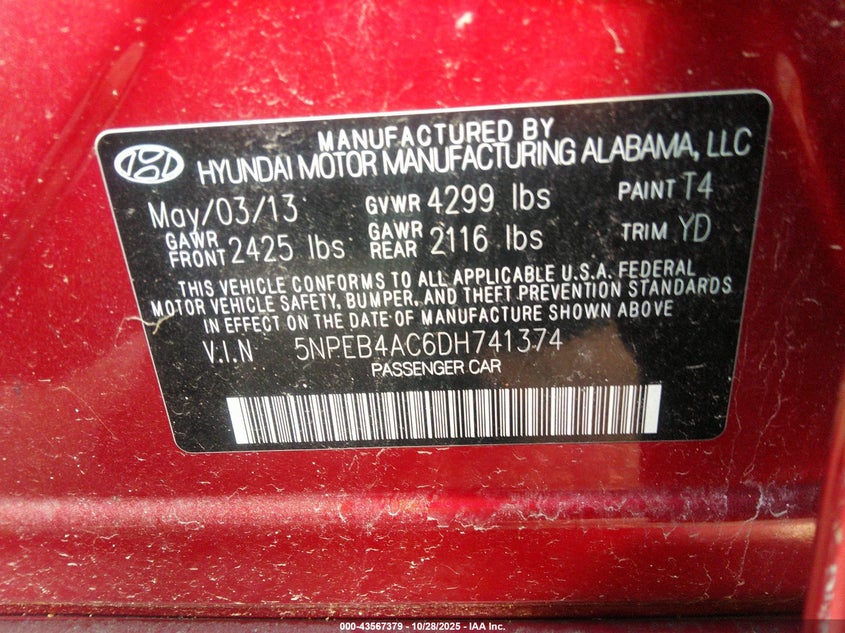 MANUFACTURED BY
HYUNDAI MOTOR MANUFACTURING ALABAMA, LLC
May/03/13 GVWR 4299 lbs PAINT T4
GAWR FRONT 2425 lbs GAWR REAR 2116 lbs TRIM YD
THIS VEHICLE CONFORMS TO ALL APPLICABLE U.S.A. FEDERAL
MOTOR VEHICLE SAFETY, BUMPER, AND THEFT PREVENTION STANDARDS
IN EFFECT ON THE DATE OF MANUFACTURE SHOWN ABOVE
V.I.N 5NPEB4AC6DH741374
PASSENGER CAR
000-43567379 - 10/28/2025 - IAA Inc.